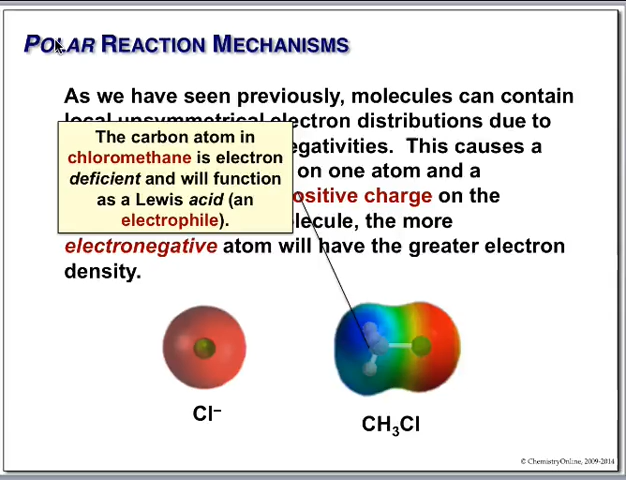 POLAR REACTION MECHANISMS
As we have seen previously, molecules can contain
local unsymmetrical electron distributions due to
egativities. This causes a
on one atom and a
ositive charge on the
lecule, the more
electronegative atom will have the greater electron
density.
The carbon atom in
chloromethane is electron
deficient and will function
as a Lewis acid (an
electrophile).
Cl–
CH3Cl
© ChemistryOnline, 2009-2014